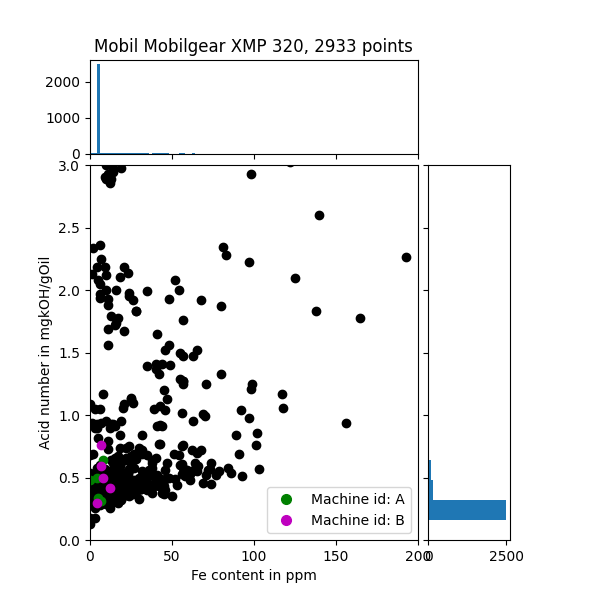 Mobil Mobilgear XMP 320, 2933 points
2000
1000
0
3.0
2.5
2.0
1.5
1.0
0.5
0.0
Acid number in mgkOH/gOil
Machine id: A
Machine id: B
0 50 100 150 200 0 2500
Fe content in ppm